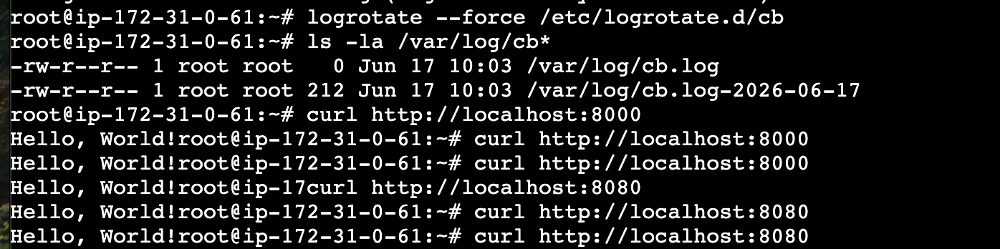 root@ip-172-31-0-61:~# logrotate --force /etc/logrotate.d/cb
root@ip-172-31-0-61:~# ls -la /var/log/cb*
-rw-r--r-- 1 root root   0 Jun 17 10:03 /var/log/cb.log
-rw-r--r-- 1 root root 212 Jun 17 10:03 /var/log/cb.log-2026-06-17
root@ip-172-31-0-61:~# curl http://localhost:8000
Hello, World!root@ip-172-31-0-61:~# curl http://localhost:8000
Hello, World!root@ip-172-31-0-61:~# curl http://localhost:8000
Hello, World!root@ip-17curl http://localhost:8080
Hello, World!root@ip-172-31-0-61:~# curl http://localhost:8080
Hello, World!root@ip-172-31-0-61:~# curl http://localhost:8080